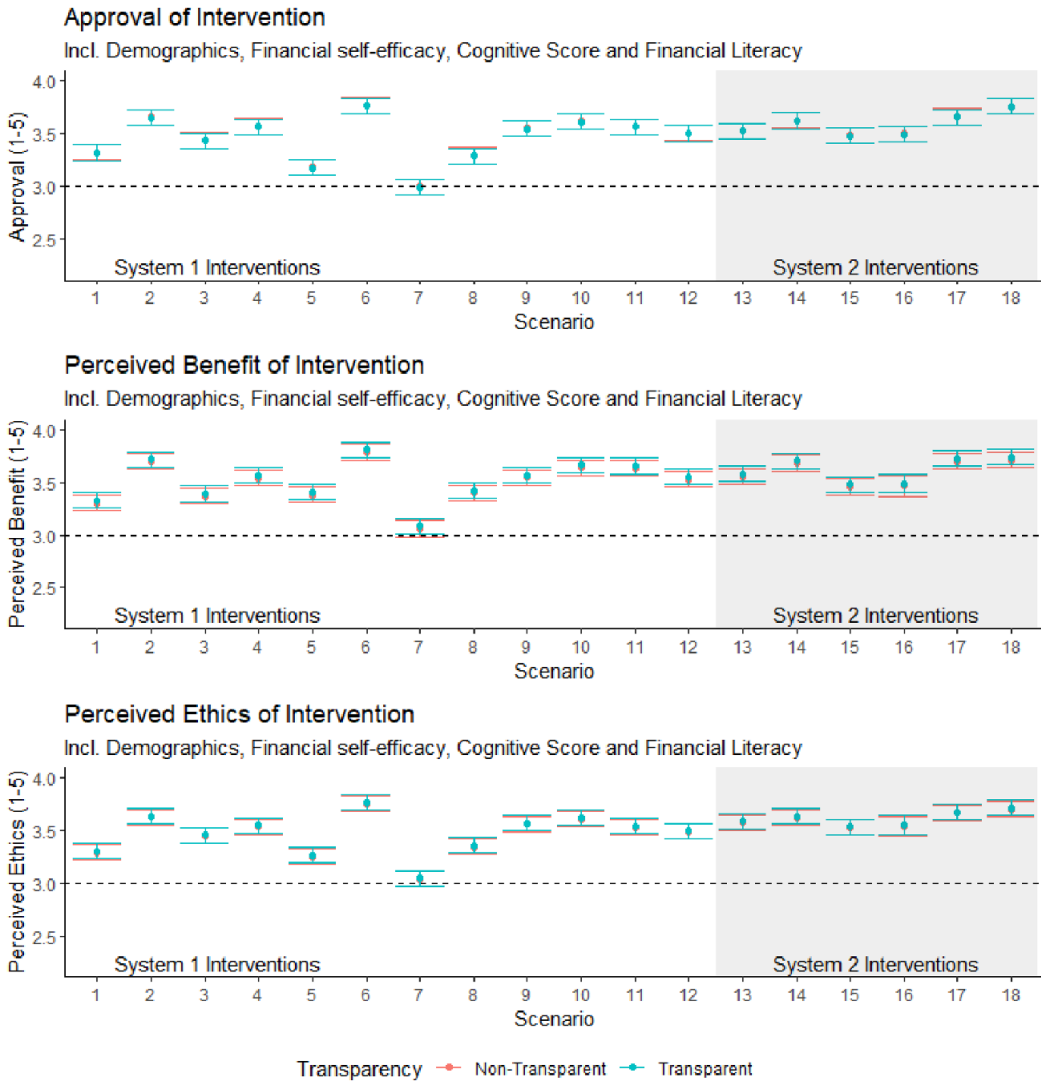 Approval of Intervention
Incl. Demographics, Financial self-efficacy, Cognitive Score and Financial Literacy
Approval (1-5)
4.0
3.5
3.0
2.5
System 1 Interventions
System 2 Interventions
1 2 3 4 5 6 7 8 9 10 11 12 13 14 15 16 17 18
Scenario
Perceived Benefit of Intervention
Incl. Demographics, Financial self-efficacy, Cognitive Score and Financial Literacy
Perceived Benefit (1-5)
4.0
3.5
3.0
2.5
System 1 Interventions
System 2 Interventions
1 2 3 4 5 6 7 8 9 10 11 12 13 14 15 16 17 18
Scenario
Perceived Ethics of Intervention
Incl. Demographics, Financial self-efficacy, Cognitive Score and Financial Literacy
Perceived Ethics (1-5)
4.0
3.5
3.0
2.5
System 1 Interventions
System 2 Interventions
1 2 3 4 5 6 7 8 9 10 11 12 13 14 15 16 17 18
Scenario
Transparency Non-Transparent Transparent